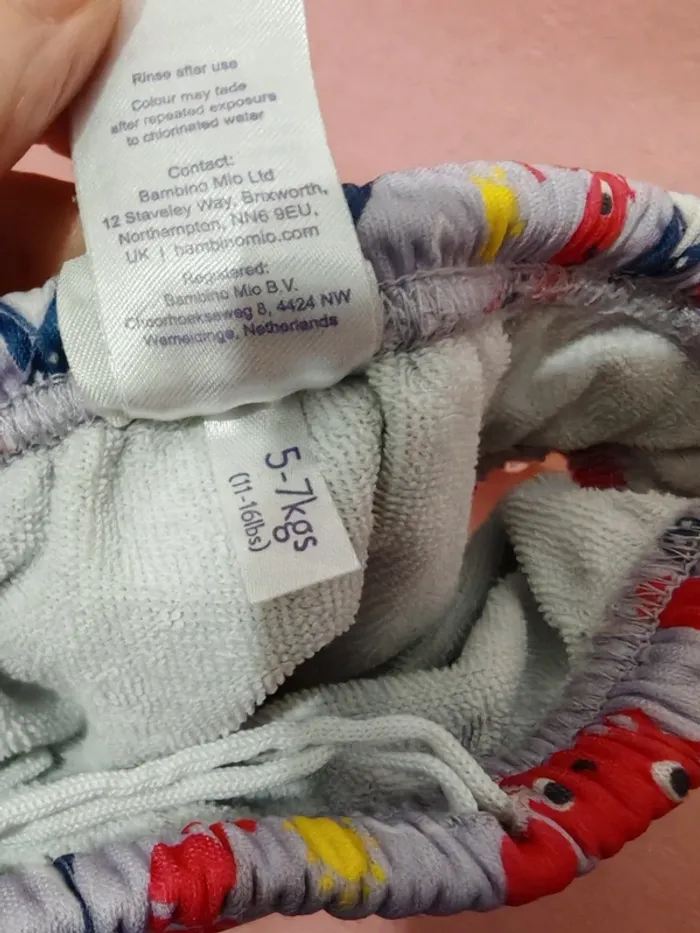 Rinse after use
Colour may fade
after repeated exposure
to chlorinated water
Contact:
Bambino Mio Ltd
12 Staveley Way, Brixworth,
Northampton, NN6 9EU,
UK | bambinomio.com
Registered:
Bambino Mio B.V.
Choorhoekseweg 8, 4424 NW
Wemeldinge, Netherlands
5-7kgs
(11-16lbs)